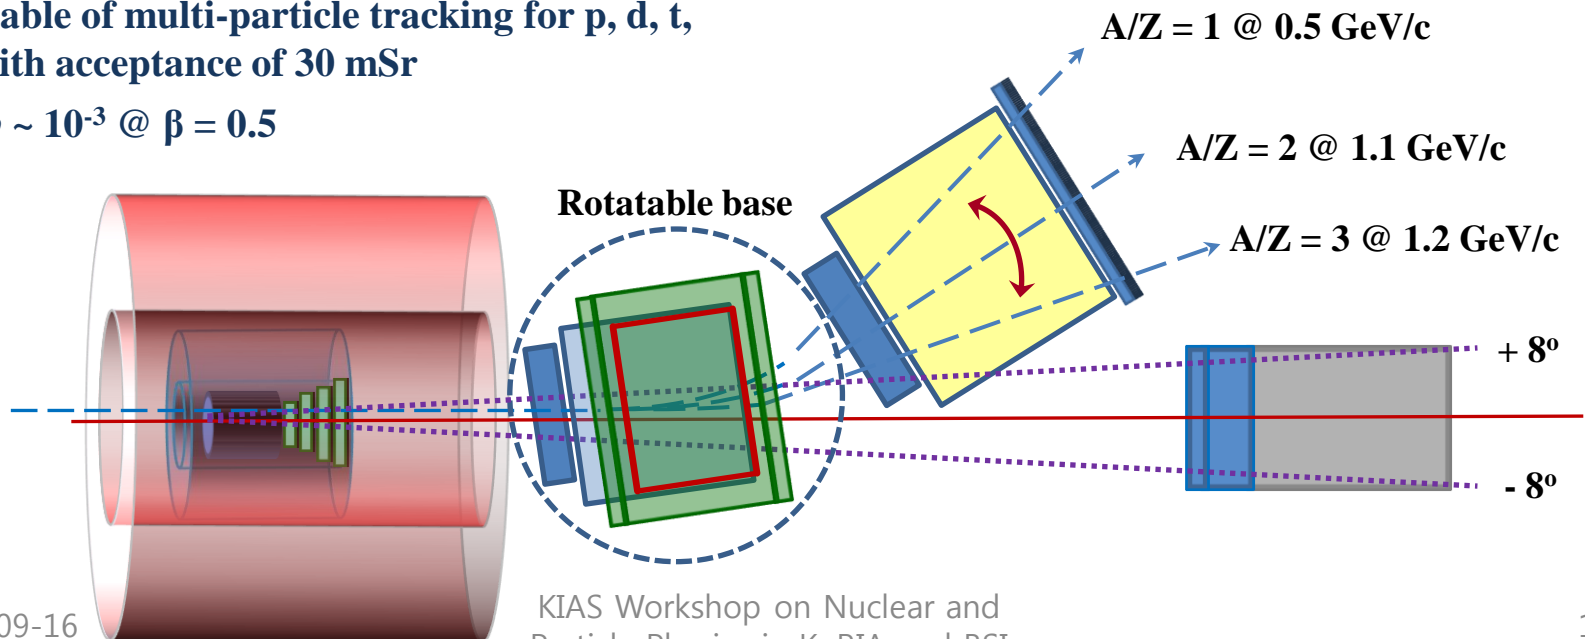 able of multi-particle tracking for p, d, t,
ith acceptance of 30 mSr
~ 10⁻³ @ β = 0.5
A/Z = 1 @ 0.5 GeV/c
A/Z = 2 @ 1.1 GeV/c
Rotatable base
A/Z = 3 @ 1.2 GeV/c
+ 8º
- 8º
KIAS Workshop on Nuclear and
09-16